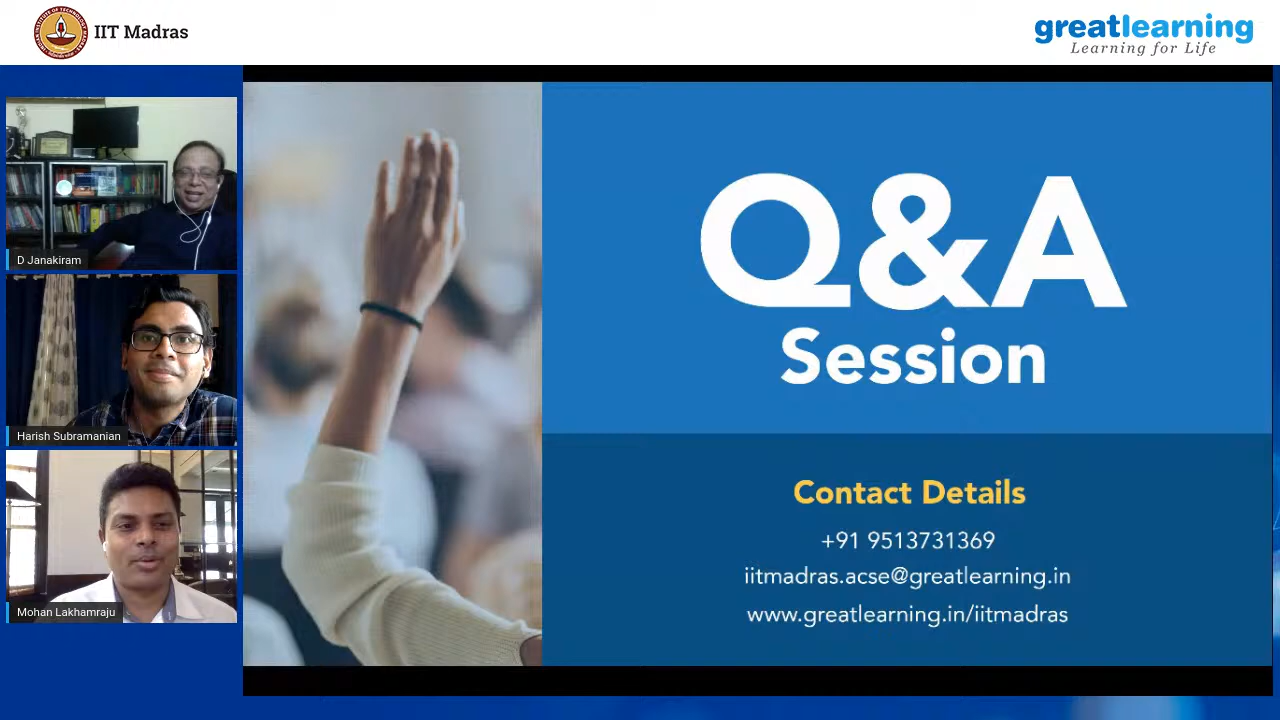 IIT Madras
greatlearning
Learning for Life
D Janakiram
Harish Subramanian
Mohan Lakhamraju
Q&A
Session
Contact Details
+91 9513731369
iitmadras.acse@greatlearning.in
www.greatlearning.in/iitmadras